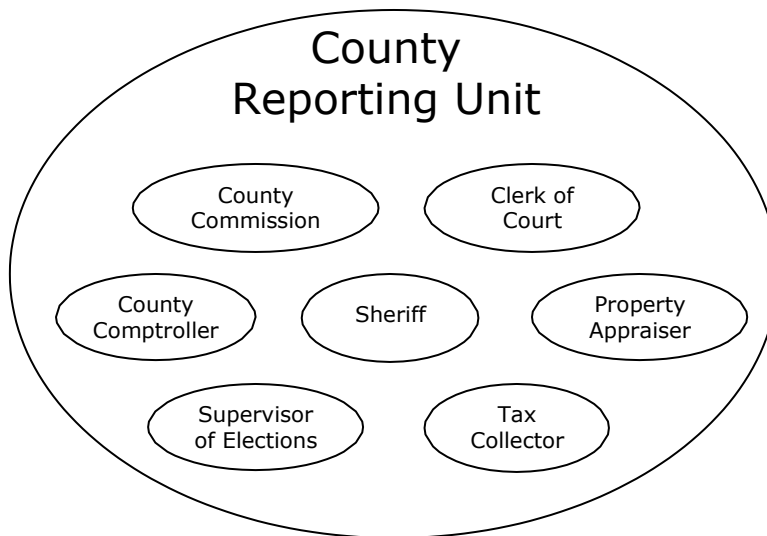 County
Reporting Unit
County
Commission
Clerk of
Court
County
Comptroller
Sheriff
Property
Appraiser
Supervisor
of Elections
Tax
Collector